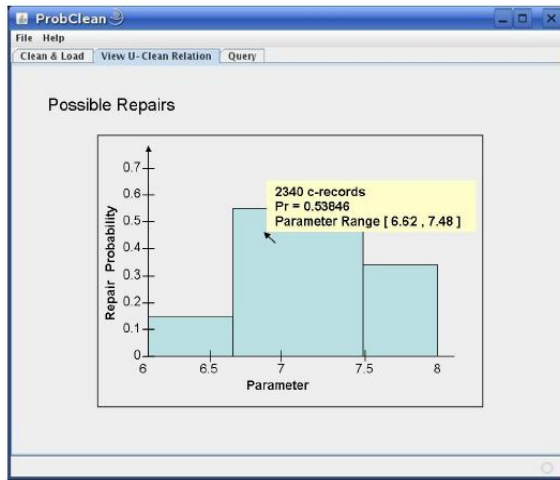 ProbClean
File Help
Clean & Load View U-Clean Relation Query
Possible Repairs
2340 c-records
Pr = 0.53846
Parameter Range [ 6.62 , 7.48 ]
Repair Probability
0.7
0.6
0.5
0.4
0.3
0.2
0.1
0
6 6.5 7 7.5 8
Parameter